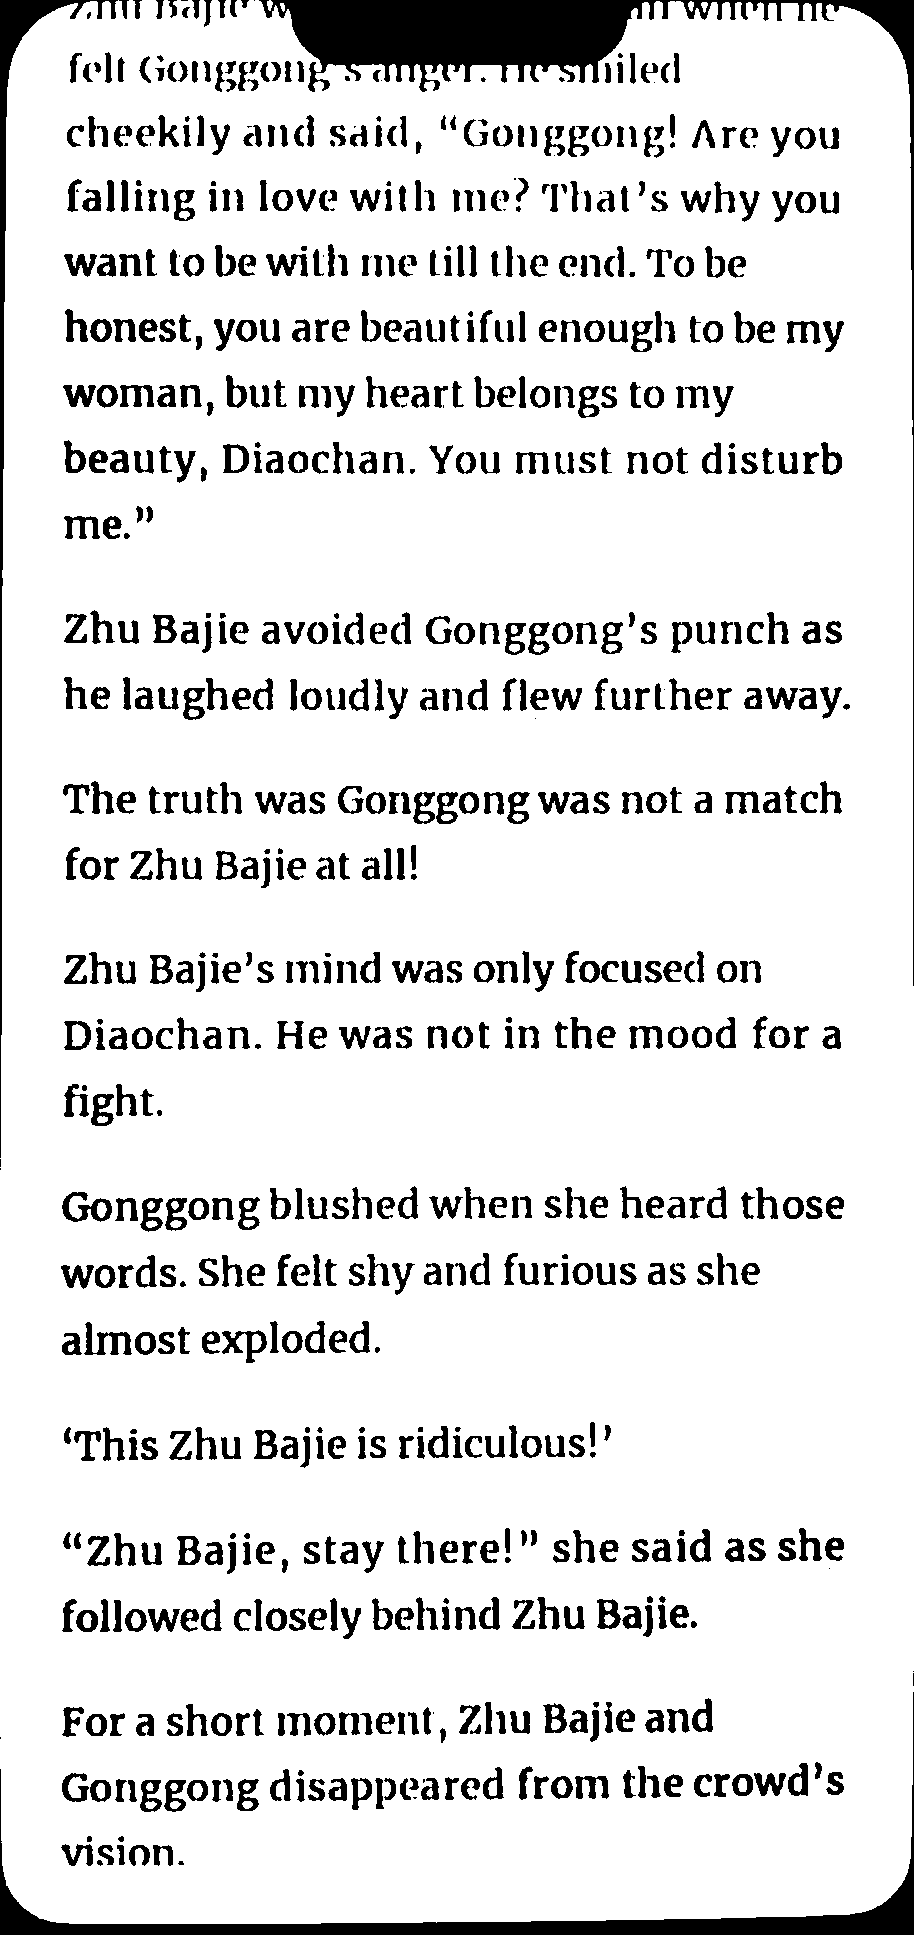 Zhu Bajie when he
felt Gonggong's anger. He smiled
cheekily and said, “Gonggong! Are you
falling in love with me? That's why you
want to be with me till the end. To be
honest, you are beautiful enough to be my
woman, but my heart belongs to my
beauty, Diaochan. You must not disturb
me.”
Zhu Bajie avoided Gonggong's punch as
he laughed loudly and flew further away.
The truth was Gonggong was not a match
for Zhu Bajie at all!
Zhu Bajie's mind was only focused on
Diaochan. He was not in the mood for a
fight.
Gonggong blushed when she heard those
words. She felt shy and furious as she
almost exploded.
‘This Zhu Bajie is ridiculous!’
“Zhu Bajie, stay there!” she said as she
followed closely behind Zhu Bajie.
For a short moment, Zhu Bajie and
Gonggong disappeared from the crowd's
vision.